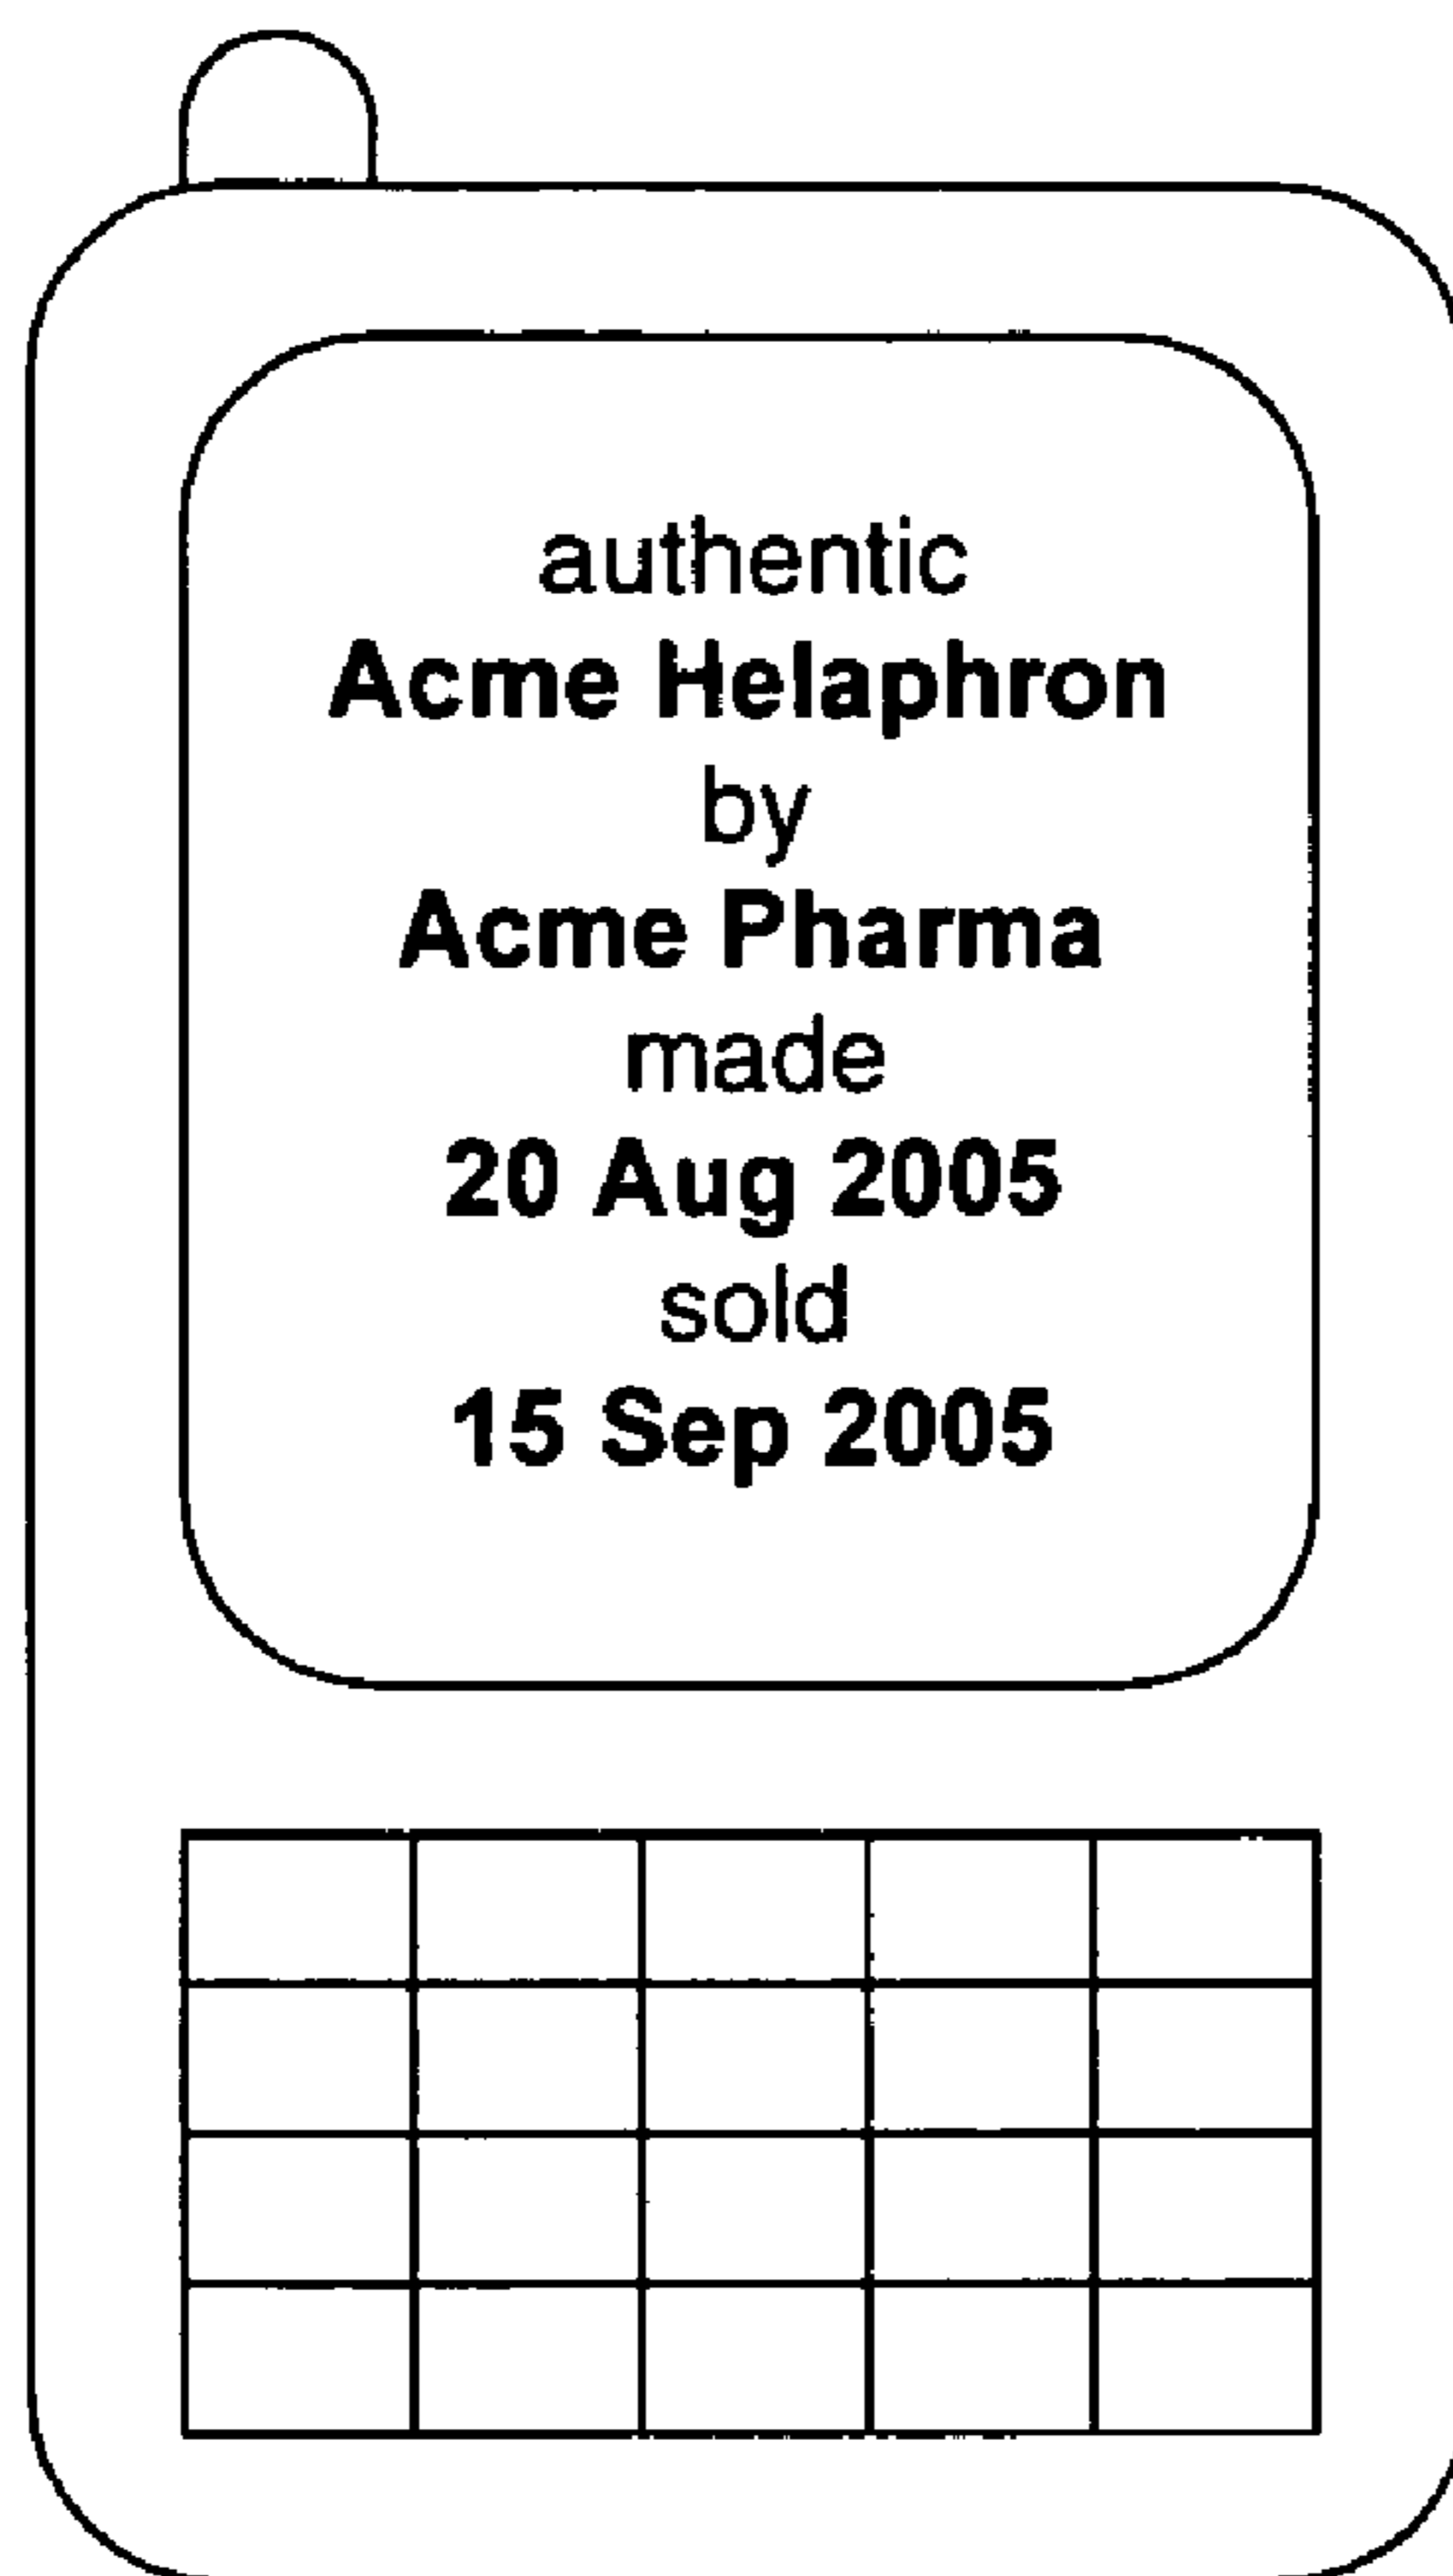 authentic
Acme Helaphron
by
Acme Pharma
made
20 Aug 2005
sold
15 Sep 2005